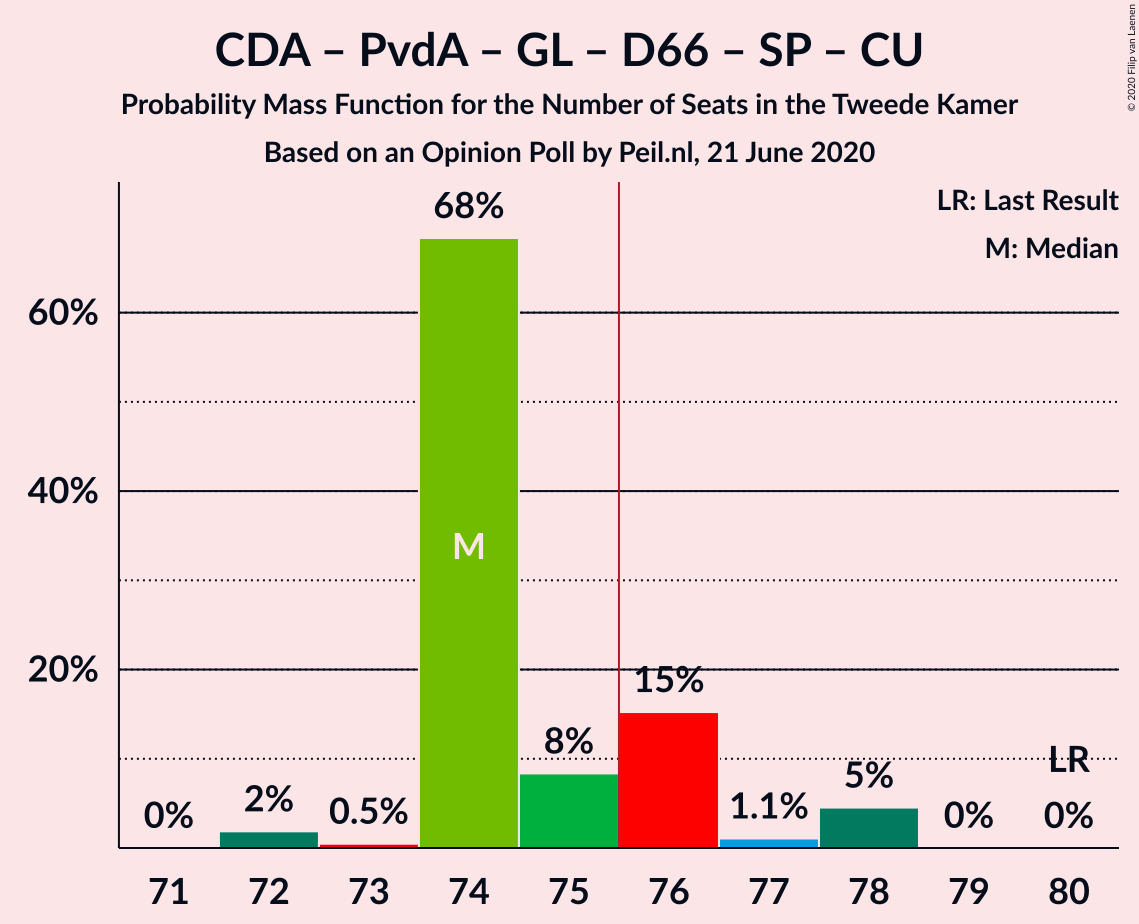 CDA – PvdA – GL – D66 – SP – CU
Probability Mass Function for the Number of Seats in the Tweede Kamer
Based on an Opinion Poll by Peil.nl, 21 June 2020
© 2020 Filip van Laenen
LR: Last Result
M: Median
60%
40%
20%
0%
2%
0.5%
68%
M
8%
15%
1.1%
5%
0%
LR
0%
71 72 73 74 75 76 77 78 79 80